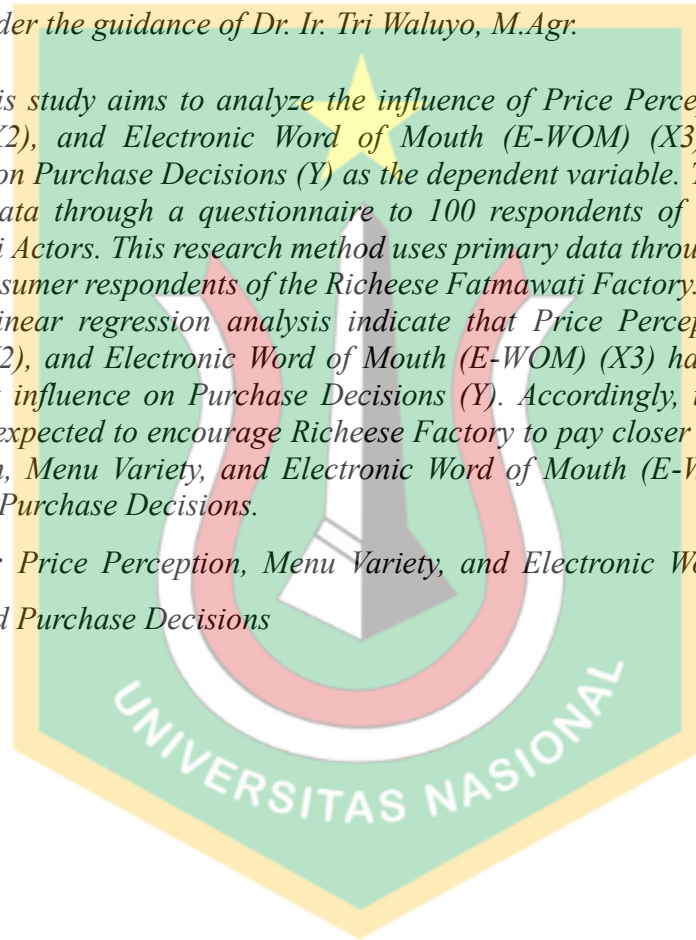 der the guidance of Dr. Ir. Tri Waluyo, M.Agr.
is study aims to analyze the influence of Price Perce
X2), and Electronic Word of Mouth (E-WOM) (X3)
on Purchase Decisions (Y) as the dependent variable. T
ata through a questionnaire to 100 respondents of
i Actors. This research method uses primary data throu
sumer respondents of the Richeese Fatmawati Factory.
inear regression analysis indicate that Price Percep
X2), and Electronic Word of Mouth (E-WOM) (X3) ha
t influence on Purchase Decisions (Y). Accordingly, t
expected to encourage Richeese Factory to pay closer
n, Menu Variety, and Electronic Word of Mouth (E-W
Purchase Decisions.
: Price Perception, Menu Variety, and Electronic Wo
d Purchase Decisions
UNIVERSITAS NASIONAL